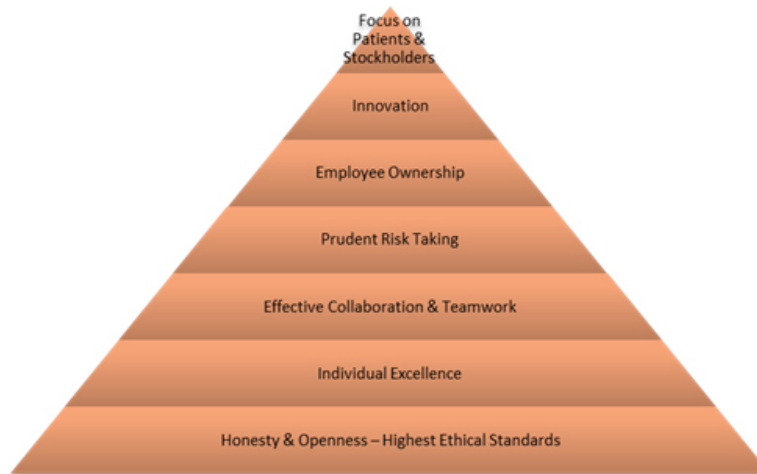 Focus on
Patients &
Stockholders
Innovation
Employee Ownership
Prudent Risk Taking
Effective Collaboration & Teamwork
Individual Excellence
Honesty & Openness – Highest Ethical Standards